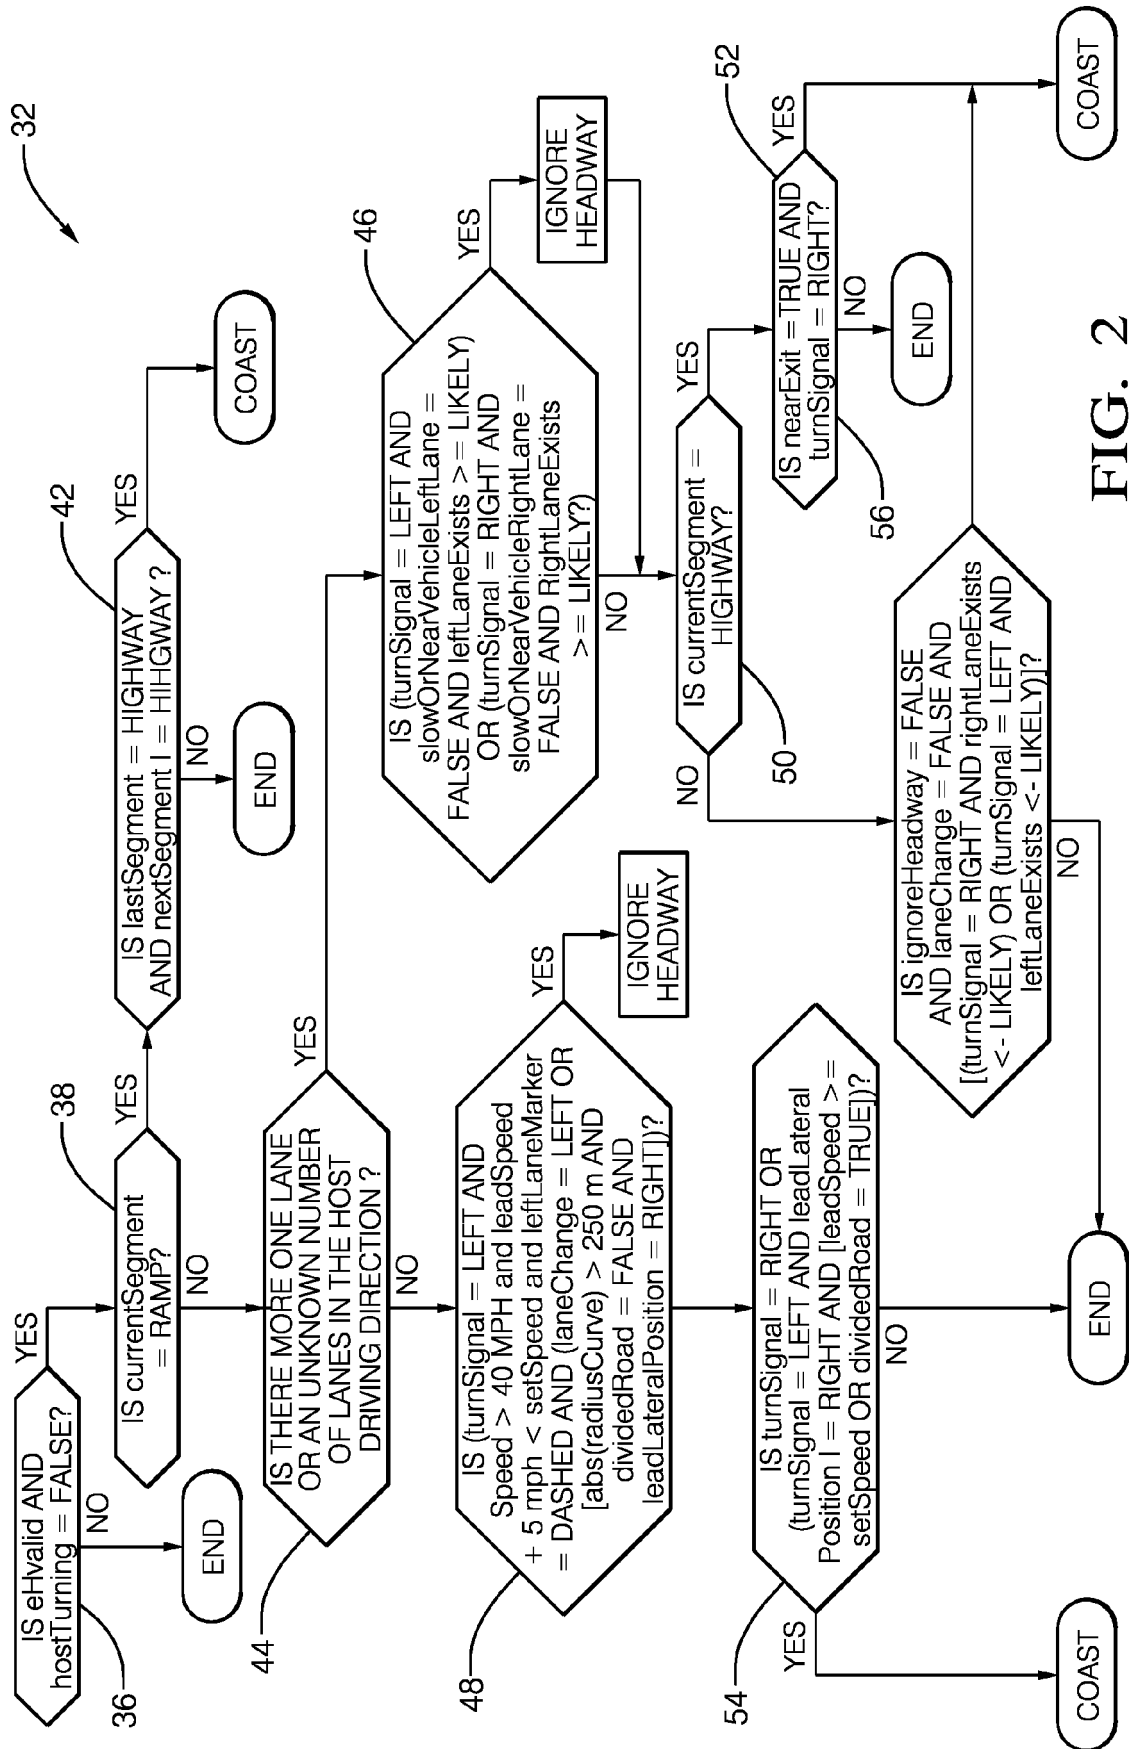 32
36
IS eHvalid AND
hostTurning = FALSE?
YES
NO
END
38
IS currentSegment
= RAMP?
YES
NO
42
IS lastSegment = HIGHWAY
AND nextSegment I = HIHGWAY ?
YES
COAST
NO
END
44
IS THERE MORE ONE LANE
OR AN UNKNOWN NUMBER
OF LANES IN THE HOST
DRIVING DIRECTION ?
YES
NO
46
IS (turnSignal = LEFT AND
slowOrNearVehicleLeftLane =
FALSE AND leftLaneExists >= LIKELY)
OR (turnSignal = RIGHT AND
slowOrNearVehicleRightLane =
FALSE AND RightLaneExists
>= LIKELY?)
YES
IGNORE
HEADWAY
NO
48
IS (turnSignal = LEFT AND
Speed > 40 MPH and leadSpeed
+ 5 mph < setSpeed and leftLaneMarker
= DASHED AND (laneChange = LEFT OR
[abs(radiusCurve) > 250 m AND
dividedRoad = FALSE AND
leadLateralPosition = RIGHT])?
YES
IGNORE
HEADWAY
50
IS currentSegment =
HIGHWAY?
YES
NO
52
IS nearExit = TRUE AND
turnSignal = RIGHT?
YES
NO
56
END
54
IS turnSignal = RIGHT OR
(turnSignal = LEFT AND leadLateral
Position I = RIGHT AND [leadSpeed >=
setSpeed OR dividedRoad = TRUE])?
YES
COAST
NO
END
IS ignoreHeadway = FALSE
AND laneChange = FALSE AND
[(turnSignal = RIGHT AND rightLaneExists
<- LIKELY) OR (turnSignal = LEFT AND
leftLaneExists <- LIKELY)]?
NO
COAST
FIG. 2